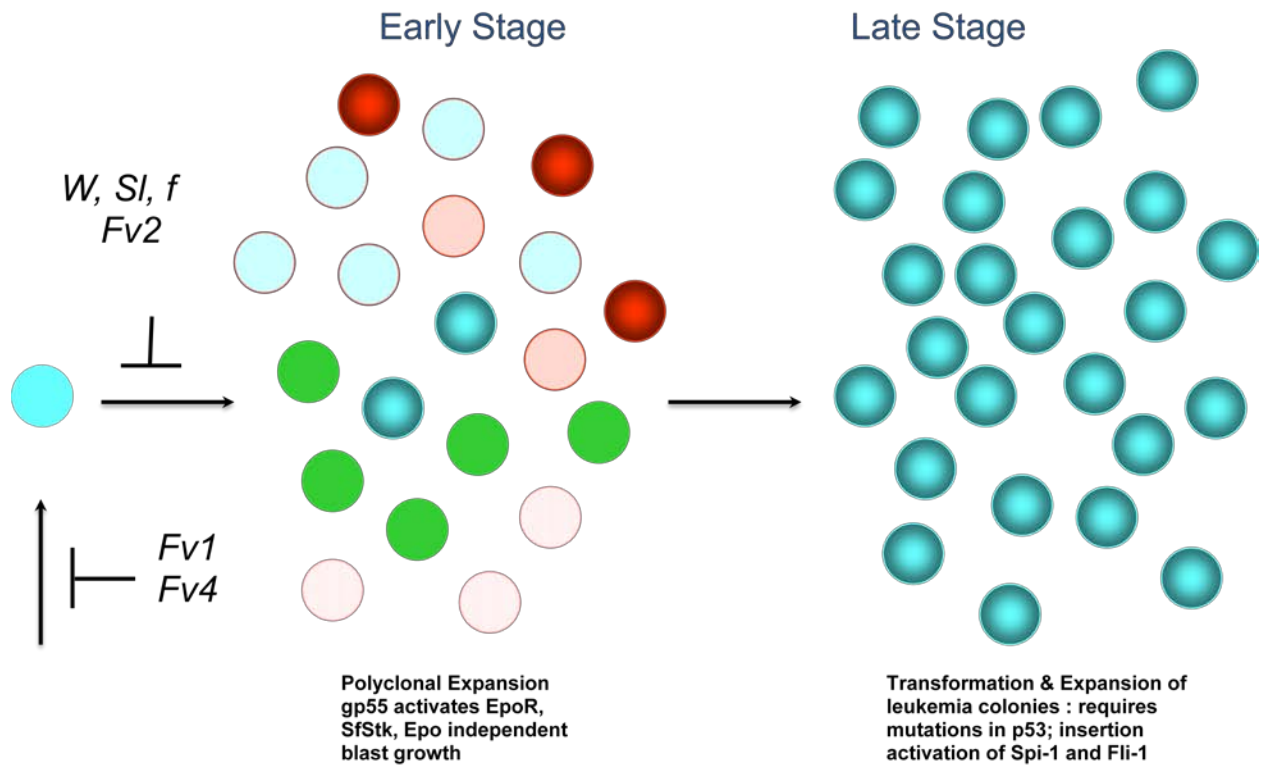 Early Stage
Late Stage
W, Sl, f
Fv2
Fv1
Fv4
Polyclonal Expansion
gp55 activates EpoR,
SfStk, Epo independent
blast growth
Transformation & Expansion of
leukemia colonies : requires
mutations in p53; insertion
activation of Spi-1 and Fli-1